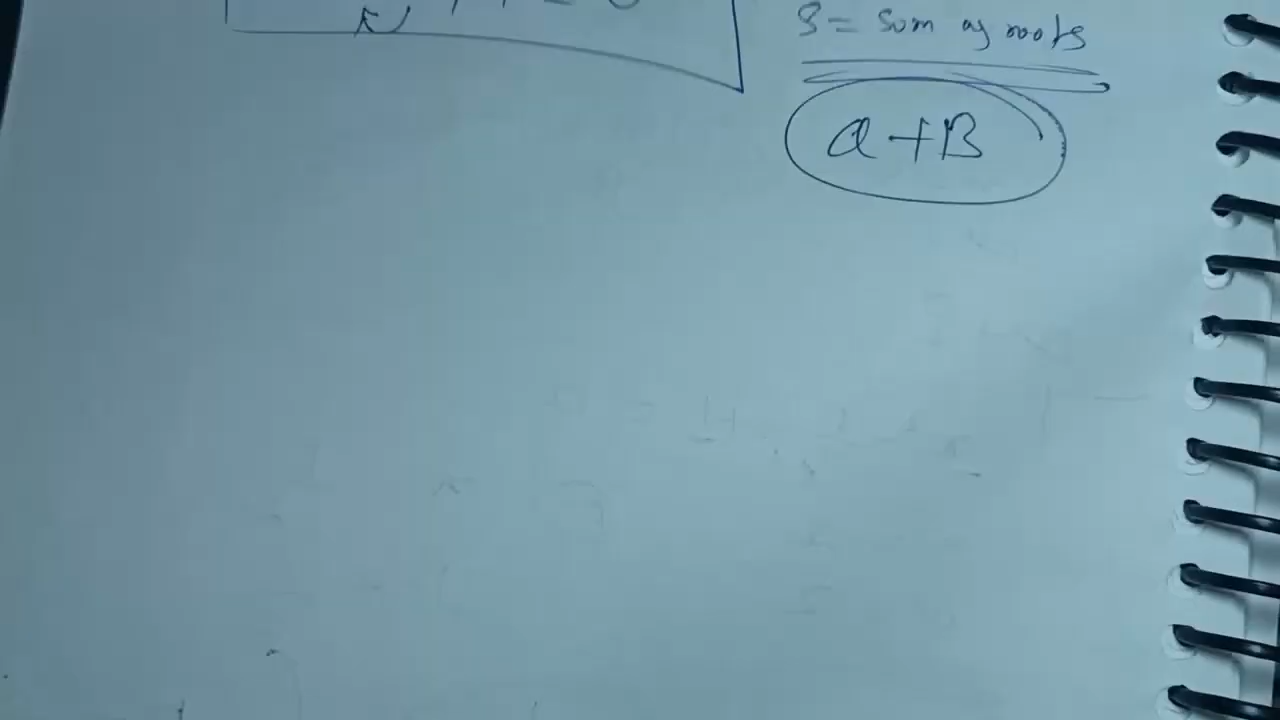 S = Sum of roots
α + β